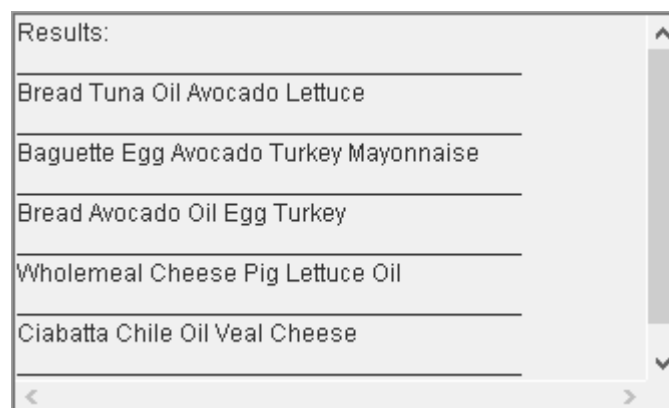 Results:
Bread Tuna Oil Avocado Lettuce
Baguette Egg Avocado Turkey Mayonnaise
Bread Avocado Oil Egg Turkey
Wholemeal Cheese Pig Lettuce Oil
Ciabatta Chile Oil Veal Cheese